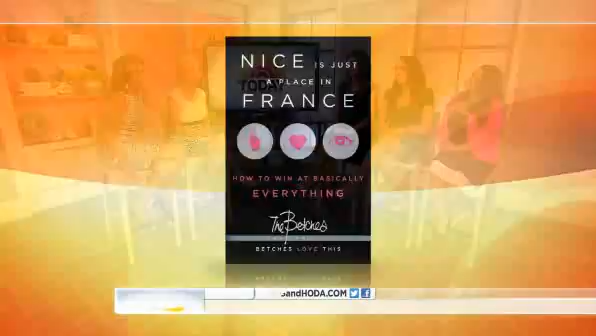 NICE IS JUST
A PLACE IN
FRANCE
TODAY
HOW TO WIN AT BASICALLY
EVERYTHING
The Betches
BETCHES LOVE THIS
andHODA.COM